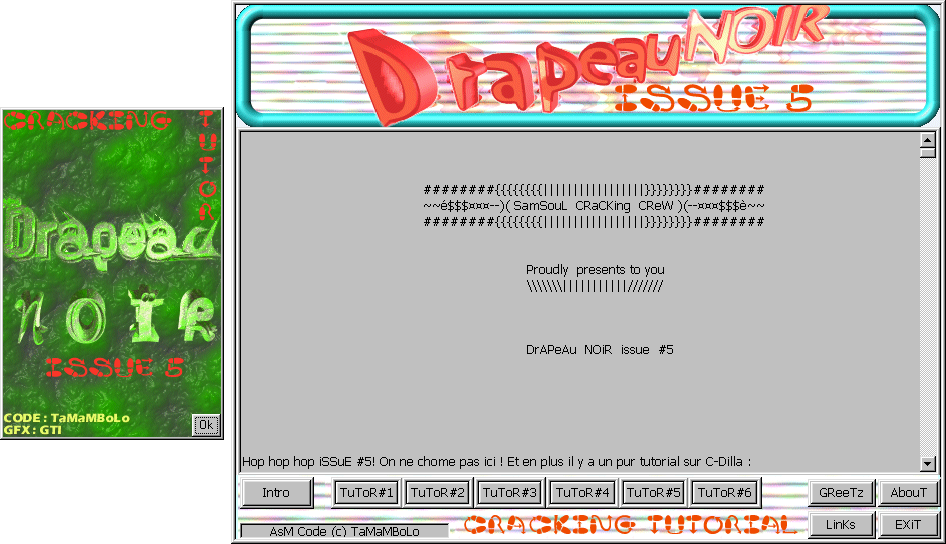 CRACKING
TUTOR
Drapeau
NOIR
ISSUE 5
CODE : TaMaMBoLo
GFX : GTI
Ok
Drapeau NOIR
ISSUE 5
########{{{{{{{{||||||||||||||||||}}}}}}}}########
~~é$$$¤¤¤--)( SamSouL CRaCKing CReW )(--¤¤¤$$$è~~
########{{{{{{{{||||||||||||||||||}}}}}}}}########
Proudly presents to you
\\\\\\\|||||||||||///////
DrAPeAu NOiR issue #5
Hop hop hop iSSuE #5! On ne chome pas ici ! Et en plus il y a un pur tutorial sur C-Dilla :
Intro TuToR#1 TuToR#2 TuToR#3 TuToR#4 TuToR#5 TuToR#6 GReeTz AbouT
AsM Code (c) TaMaMBoLo CRACKING TUTORIAL LinKs EXiT